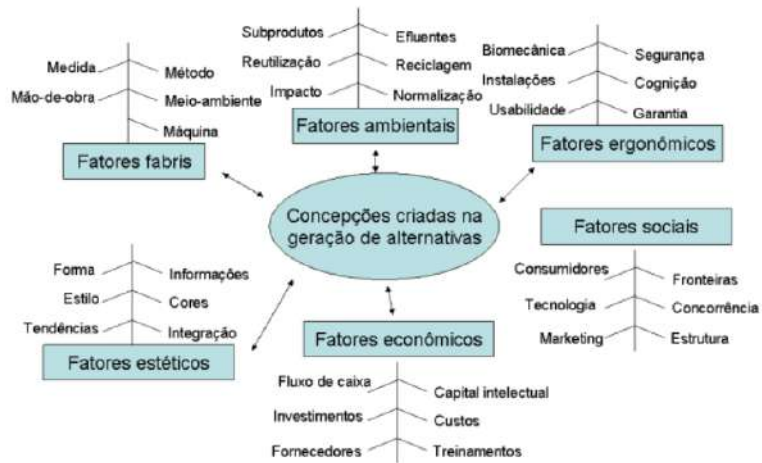 Medida
Método
Mão-de-obra
Meio-ambiente
Máquina
Fatores fabris
Subprodutos
Efluentes
Reutilização
Reciclagem
Impacto
Normalização
Fatores ambientais
Biomecânica
Segurança
Instalações
Cognição
Usabilidade
Garantia
Fatores ergonômicos
Concepções criadas na
geração de alternativas
Fatores sociais
Consumidores
Fronteiras
Tecnologia
Concorrência
Marketing
Estrutura
Forma
Informações
Estilo
Cores
Tendências
Integração
Fatores estéticos
Fatores econômicos
Fluxo de caixa
Capital intelectual
Investimentos
Custos
Fornecedores
Treinamentos